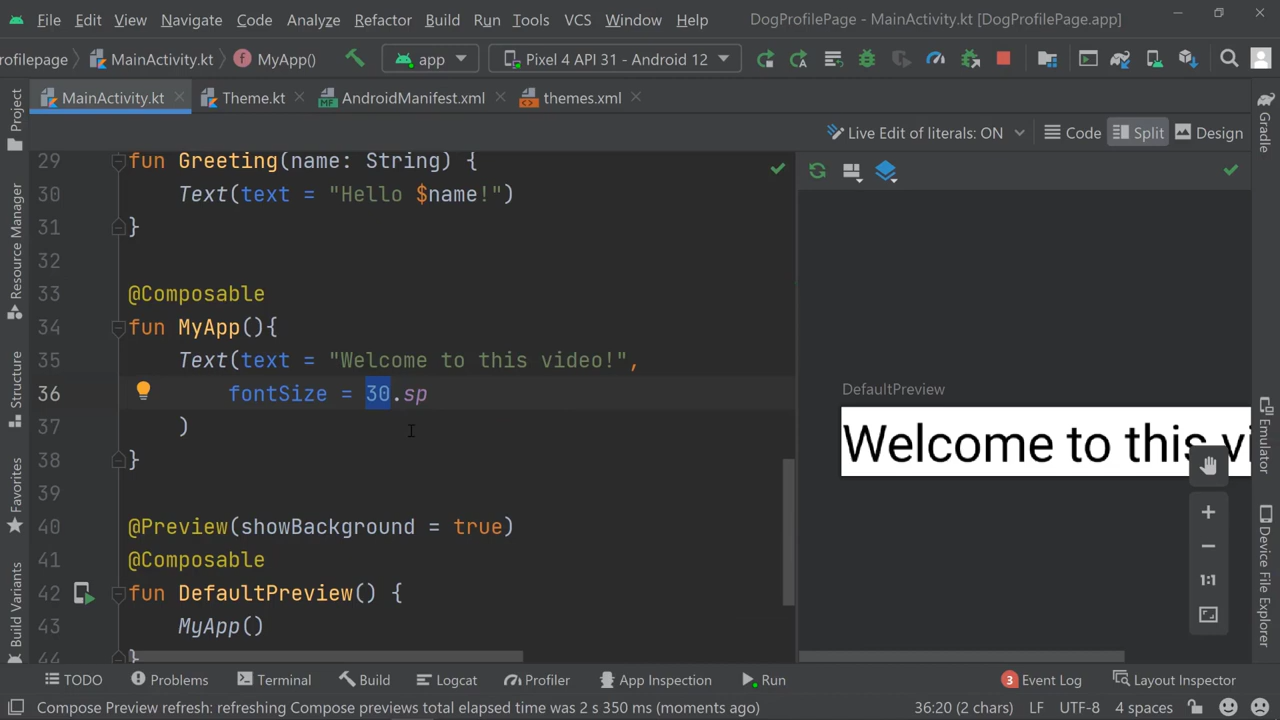 File Edit View Navigate Code Analyze Refactor Build Run Tools VCS Window Help DogProfilePage - MainActivity.kt [DogProfilePage.app]
rofilepage MainActivity.kt MyApp() app Pixel 4 API 31 - Android 12
MainActivity.kt Theme.kt AndroidManifest.xml themes.xml
Live Edit of literals: ON Code Split Design
Project
Resource Manager
Structure
Favorites
Build Variants
29 fun Greeting(name: String) {
30 Text(text = "Hello $name!")
31 }
32
33 @Composable
34 fun MyApp(){
35 Text(text = "Welcome to this video!",
36 fontSize = 30.sp
37 )
38 }
39
40 @Preview(showBackground = true)
41 @Composable
42 fun DefaultPreview() {
43 MyApp()
44 }
DefaultPreview
Welcome to this vi
1:1
Gradle
Emulator
Device File Explorer
TODO Problems Terminal Build Logcat Profiler App Inspection Run 3 Event Log Layout Inspector
Compose Preview refresh: refreshing Compose previews total elapsed time was 2 s 350 ms (moments ago) 36:20 (2 chars) LF UTF-8 4 spaces